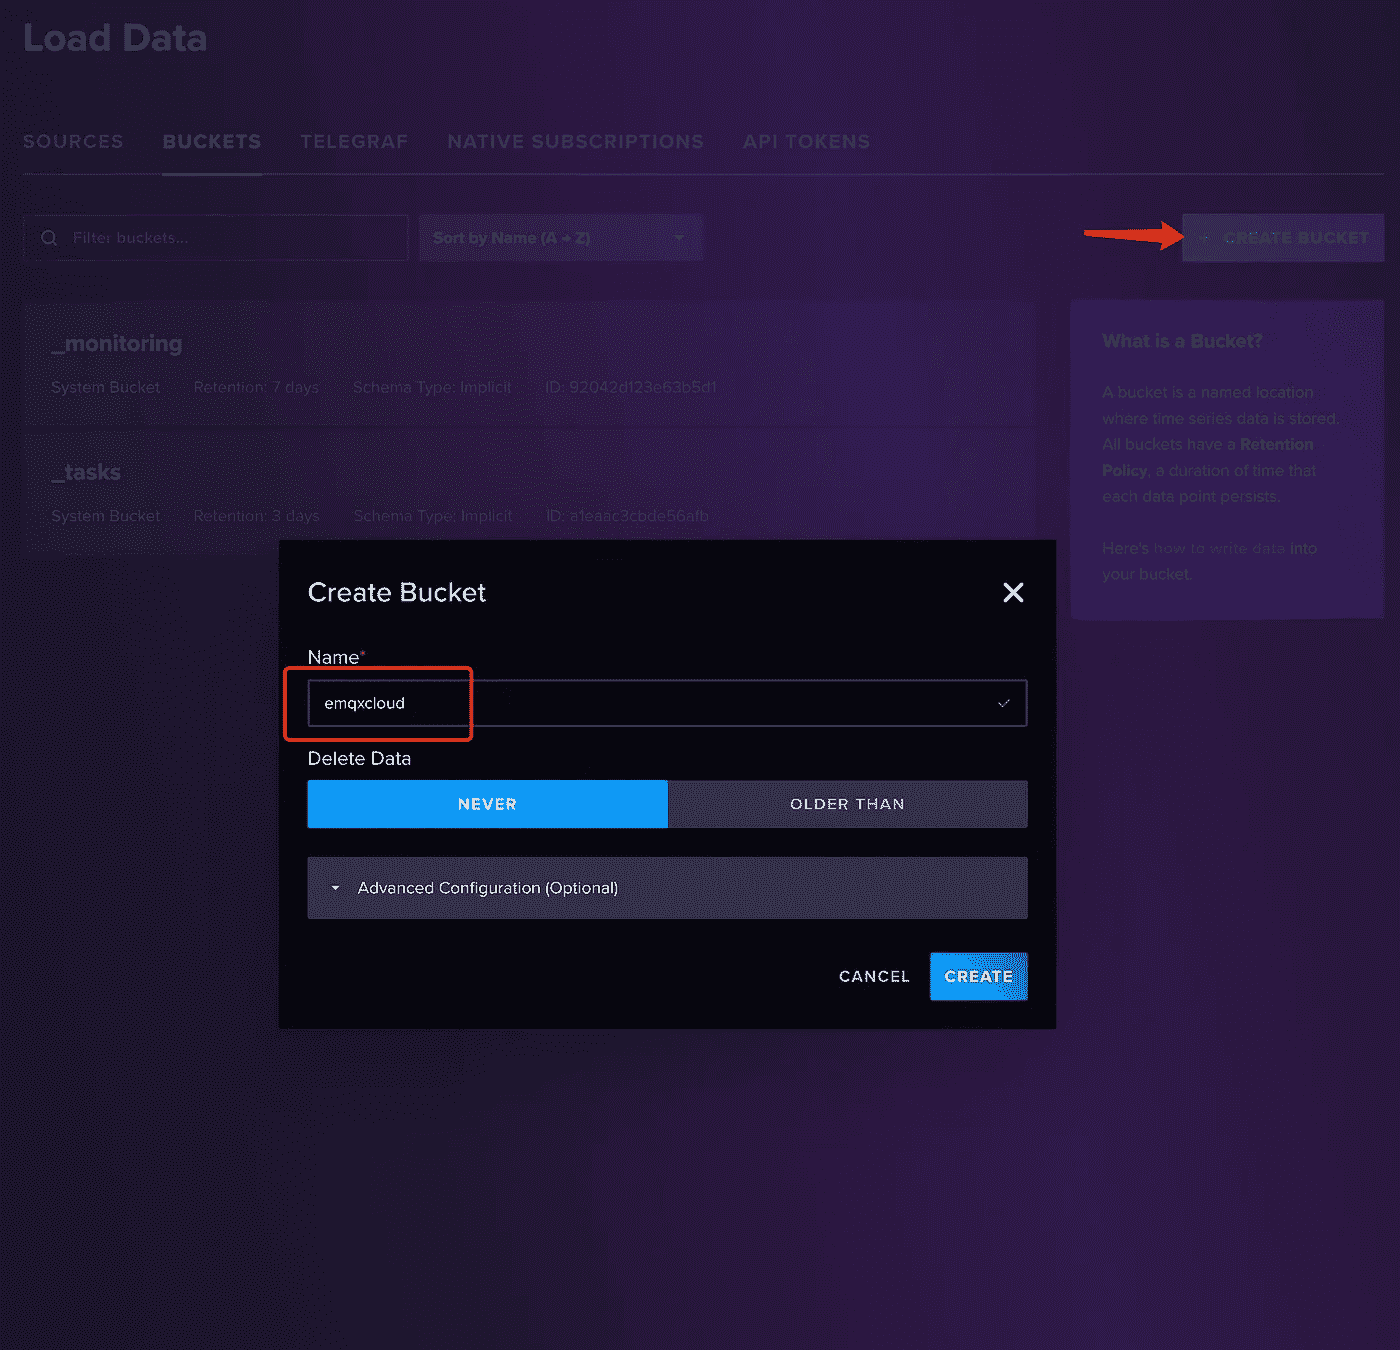 Load Data
SOURCES BUCKETS TELEGRAF NATIVE SUBSCRIPTIONS API TOKENS
Filter buckets... Sort by Name (A → Z) + CREATE BUCKET
_monitoring
System Bucket Retention: 7 days Schema Type: Implicit ID: 92042d123e63b5d1
_tasks
System Bucket Retention: 3 days Schema Type: Implicit ID: a1eaac3cbde56afb
What is a Bucket?
A bucket is a named location
where time series data is stored.
All buckets have a Retention
Policy, a duration of time that
each data point persists.
Here's how to write data into
your bucket.
Create Bucket
Name*
emqxcloud
Delete Data
NEVER OLDER THAN
Advanced Configuration (Optional)
CANCEL CREATE